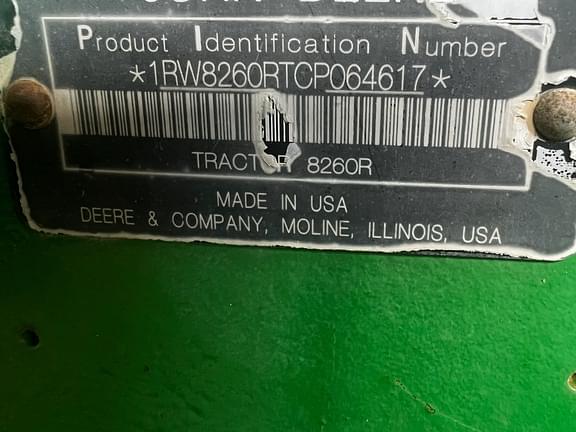 Product Identification Number
*1RW8260RTCP064617*
TRACTOR 8260R
MADE IN USA
DEERE & COMPANY, MOLINE, ILLINOIS, USA